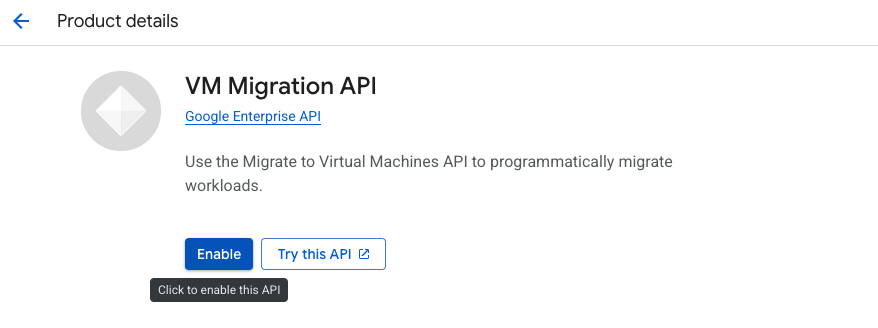 Product details
VM Migration API
Google Enterprise API
Use the Migrate to Virtual Machines API to programmatically migrate
workloads.
Enable
Try this API
Click to enable this API